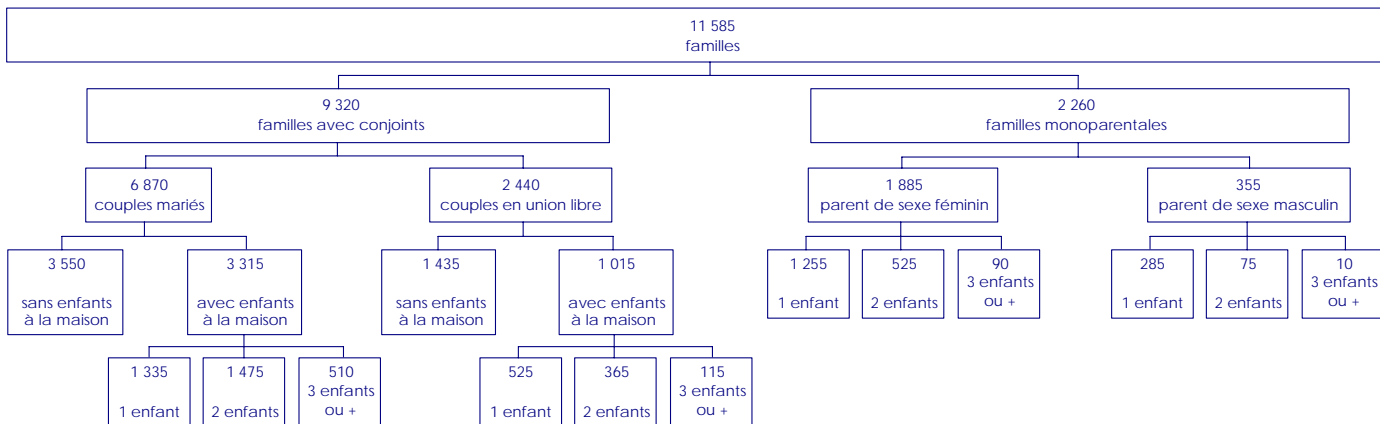 11 585
familles
9 320
familles avec conjoints
2 260
familles monoparentales
6 870
couples mariés
2 440
couples en union libre
1 885
parent de sexe féminin
355
parent de sexe masculin
3 550
sans enfants
à la maison
3 315
avec enfants
à la maison
1 435
sans enfants
à la maison
1 015
avec enfants
à la maison
1 255
1 enfant
525
2 enfants
90
3 enfants
ou +
285
1 enfant
75
2 enfants
10
3 enfants
ou +
1 335
1 enfant
1 475
2 enfants
510
3 enfants
ou +
525
1 enfant
365
2 enfants
115
3 enfants
ou +